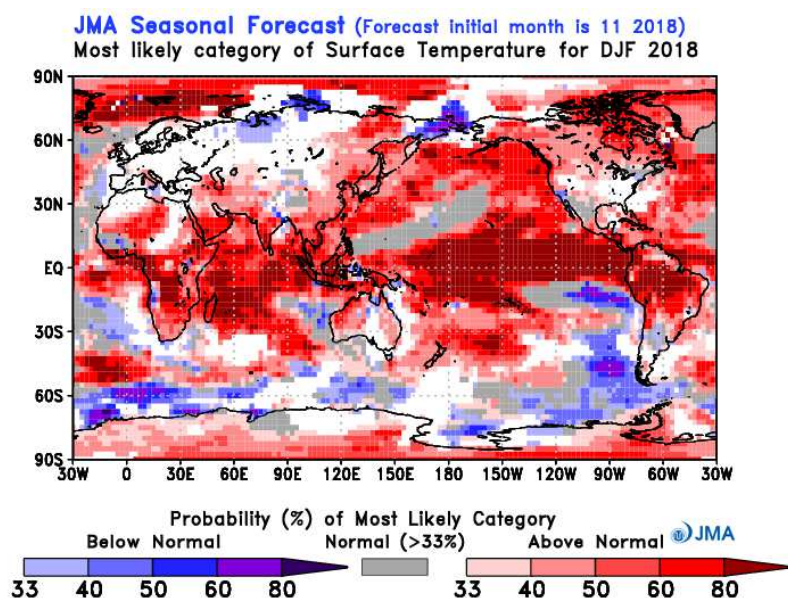 JMA Seasonal Forecast (Forecast initial month is 11 2018)
Most likely category of Surface Temperature for DJF 2018
90N
60N
30N
EQ
30S
60S
90S
30W 0 30E 60E 90E 120E 150E 180 150W 120W 90W 60W 30W
Probability (%) of Most Likely Category
Below Normal Normal (>33%) Above Normal JMA
33 40 50 60 80 33 40 50 60 80